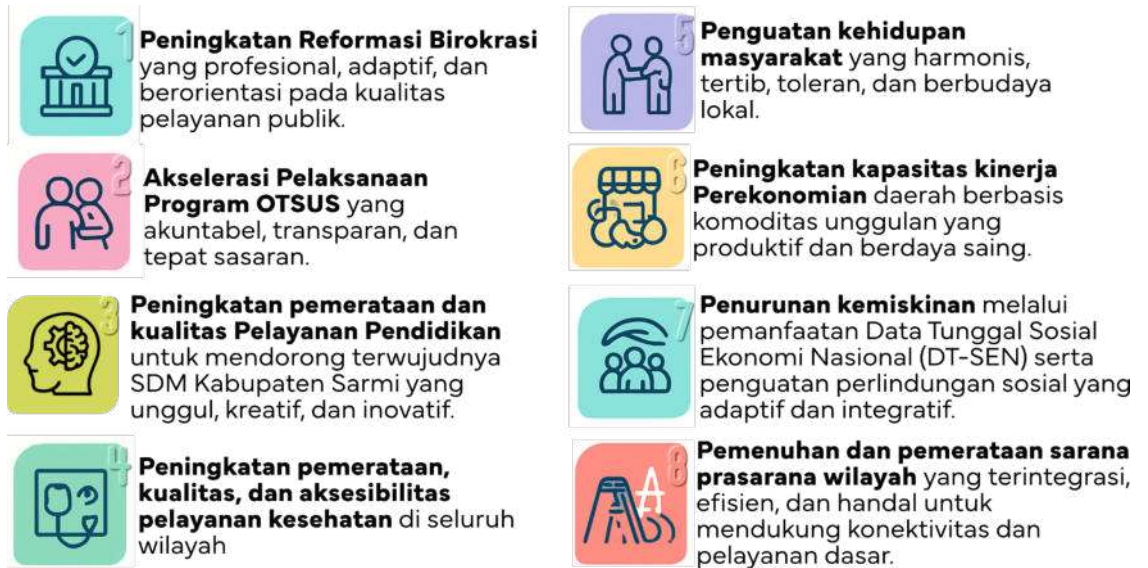 1
Peningkatan Reformasi Birokrasi
yang profesional, adaptif, dan
berorientasi pada kualitas
pelayanan publik.
2
Akselerasi Pelaksanaan
Program OTSUS yang
akuntabel, transparan, dan
tepat sasaran.
3
Peningkatan pemerataan dan
kualitas Pelayanan Pendidikan
untuk mendorong terwujudnya
SDM Kabupaten Sarmi yang
unggul, kreatif, dan inovatif.
4
Peningkatan pemerataan,
kualitas, dan aksesibilitas
pelayanan kesehatan di seluruh
wilayah
5
Penguatan kehidupan
masyarakat yang harmonis,
tertib, toleran, dan berbudaya
lokal.
6
Peningkatan kapasitas kinerja
Perekonomian daerah berbasis
komoditas unggulan yang
produktif dan berdaya saing.
7
Penurunan kemiskinan melalui
pemanfaatan Data Tunggal Sosial
Ekonomi Nasional (DT-SEN) serta
penguatan perlindungan sosial yang
adaptif dan integratif.
8
Pemenuhan dan pemerataan sarana
prasarana wilayah yang terintegrasi,
efisien, dan handal untuk
mendukung konektivitas dan
pelayanan dasar.